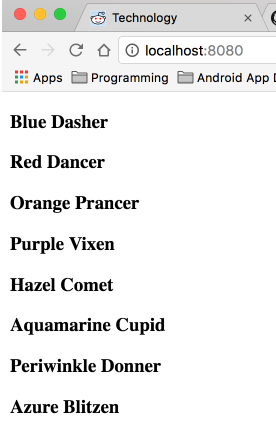 Technology
localhost:8080
Apps Programming Android App D
Blue Dasher
Red Dancer
Orange Prancer
Purple Vixen
Hazel Comet
Aquamarine Cupid
Periwinkle Donner
Azure Blitzen